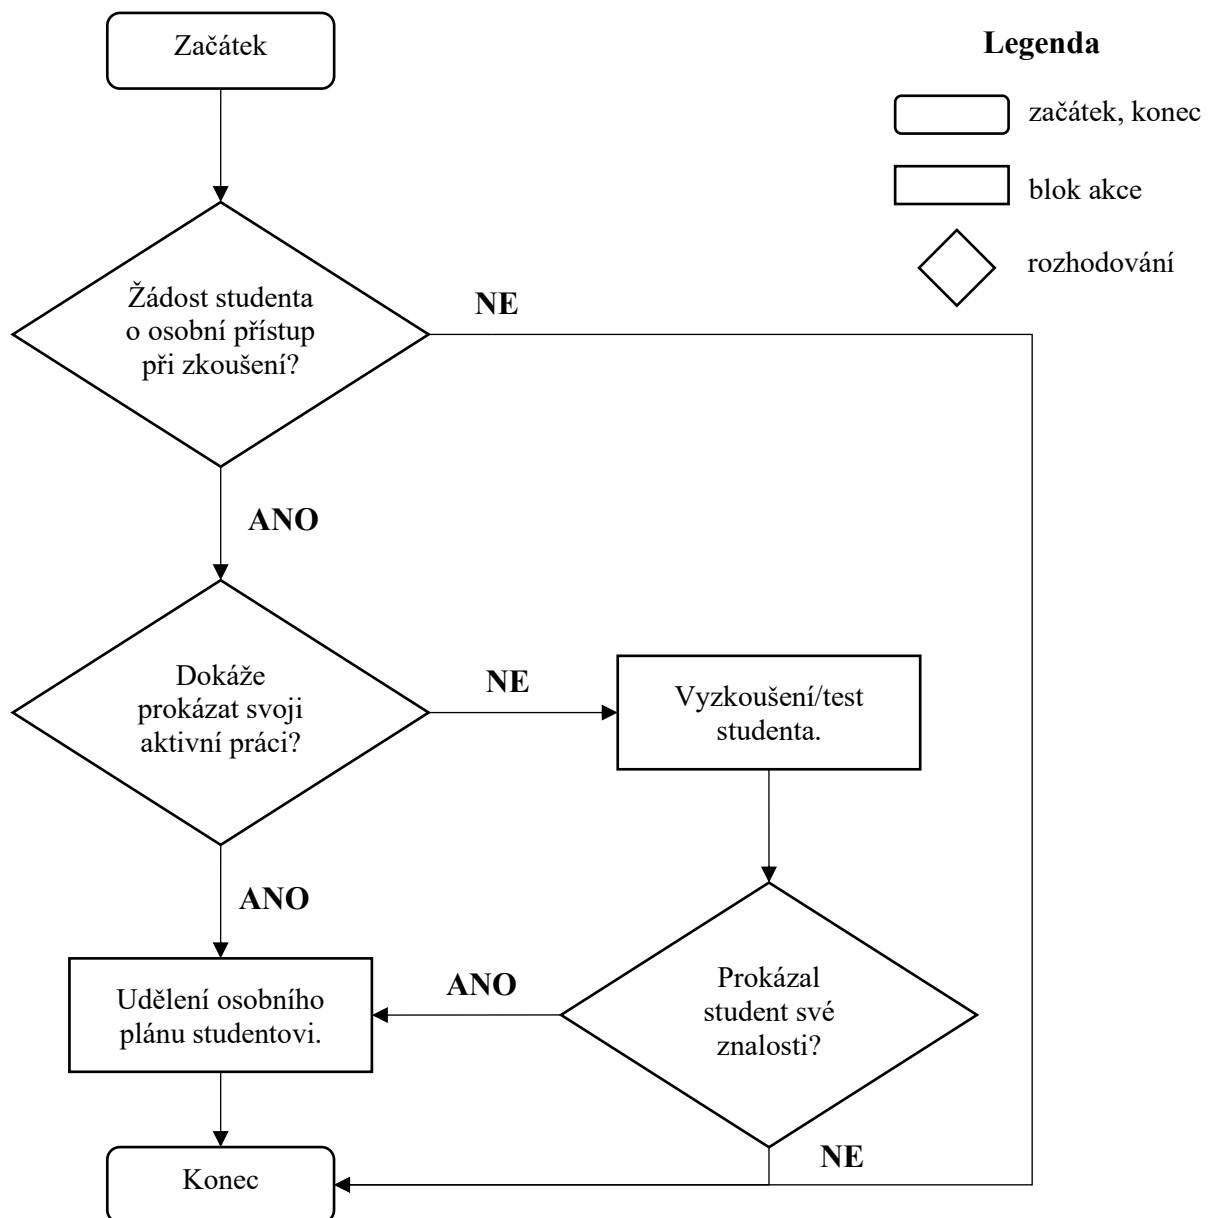 Začátek
Legenda
začátek, konec
blok akce
rozhodování
Žádost studenta
o osobní přístup
při zkoušení?
NE
ANO
Dokáže
prokázat svoji
aktivní práci?
NE
Vyzkoušení/test
studenta.
ANO
Udělení osobního
plánu studentovi.
ANO
Prokázal
student své
znalosti?
NE
Konec